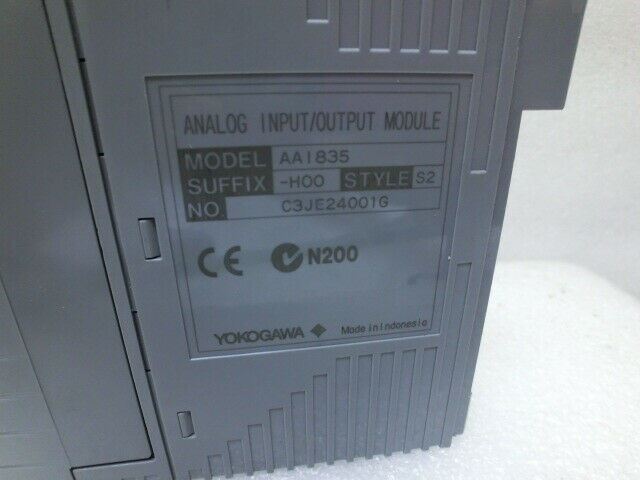 ANALOG INPUT/OUTPUT MODULE
MODEL AAI835
SUFFIX -H00 STYLE S2
NO. C3JE24001G
CE N200
YOKOGAWA Made in Indonesia